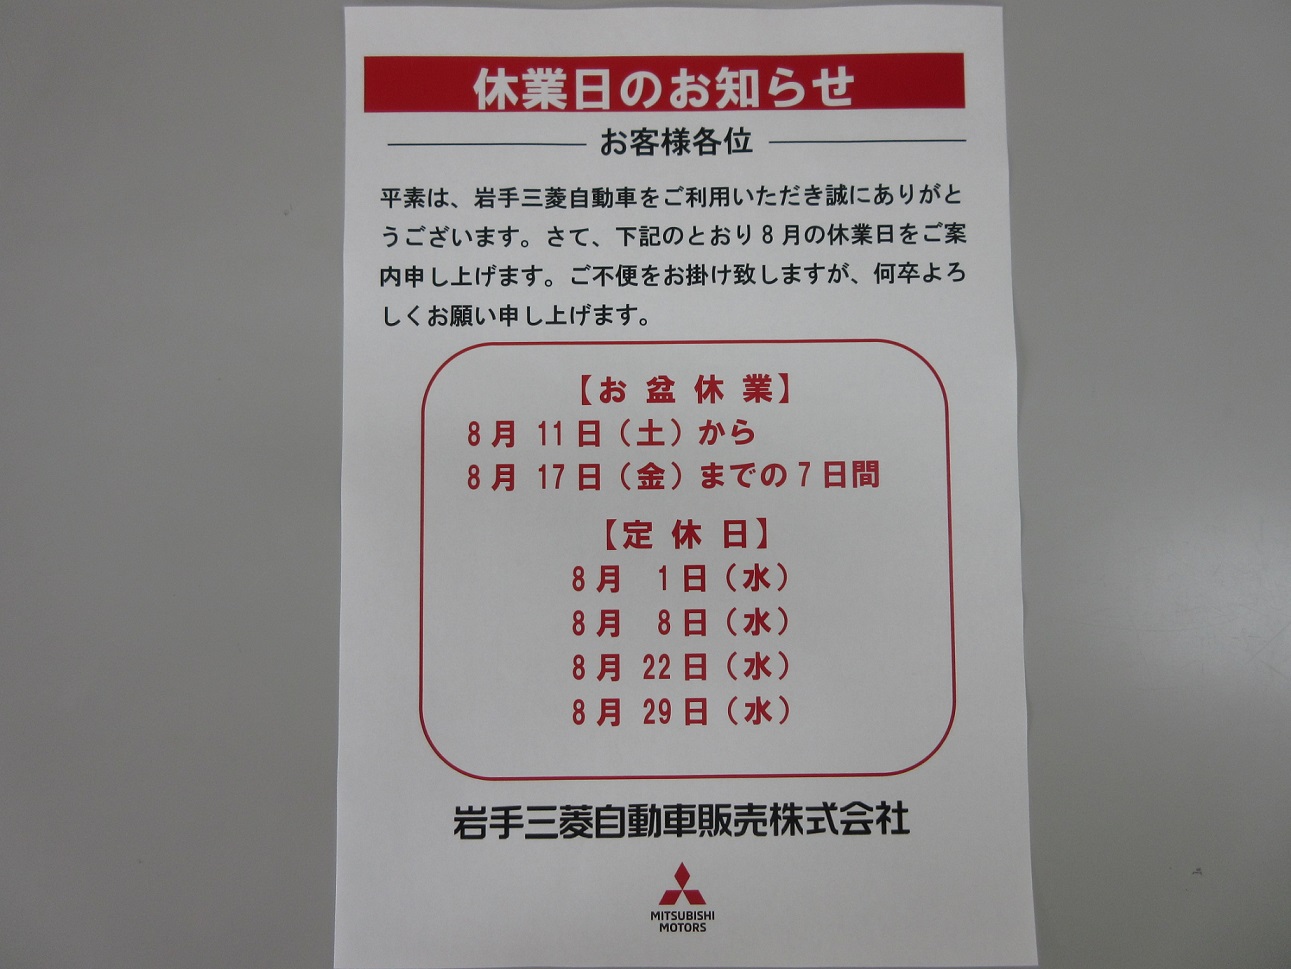 休業日のお知らせ
お客様各位
平素は、岩手三菱自動車をご利用いただき誠にありがと
うございます。さて、下記のとおり8月の休業日をご案
内申し上げます。ご不便をお掛け致しますが、何卒よろ
しくお願い申し上げます。
【お盆休業】
8月 11日（土）から
8月 17日（金）までの7日間
【定休日】
8月 1日（水）
8月 8日（水）
8月 22日（水）
8月 29日（水）
岩手三菱自動車販売株式会社
MITSUBISHI
MOTORS